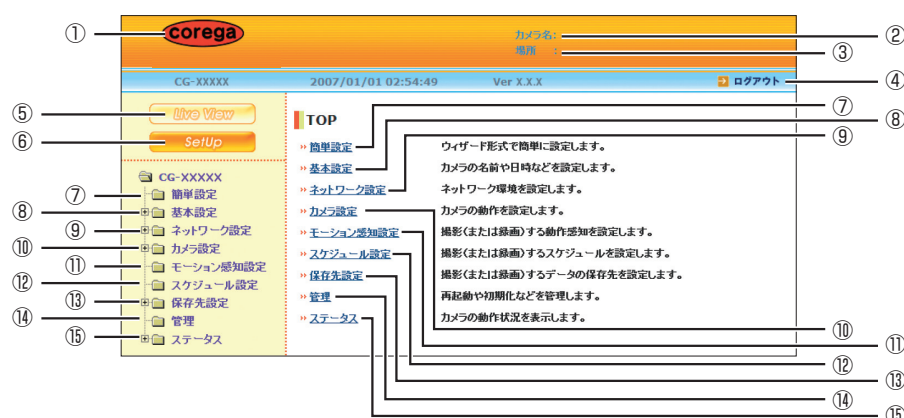 ①
corega
カメラ名:
②
場所 :
③
CG-XXXXX 2007/01/01 02:54:49 Ver X.X.X ログアウト
④
⑤
Live View
⑥
SetUp
TOP
⑦
⑧
⑨
簡単設定 ウィザード形式で簡単に設定します。
基本設定 カメラの名前や日時などを設定します。
ネットワーク設定 ネットワーク環境を設定します。
カメラ設定 カメラの動作を設定します。
モーション感知設定 撮影(または録画)する動作感知を設定します。
スケジュール設定 撮影(または録画)するスケジュールを設定します。
保存先設定 撮影(または録画)するデータの保存先を設定します。
管理 再起動や初期化などを管理します。
ステータス カメラの動作状況を表示します。
CG-XXXXX
⑦ 簡単設定
⑧ 基本設定
⑨ ネットワーク設定
⑩ カメラ設定
⑪ モーション感知設定
⑫ スケジュール設定
⑬ 保存先設定
⑭ 管理
⑮ ステータス
⑩
⑪
⑫
⑬
⑭
⑮